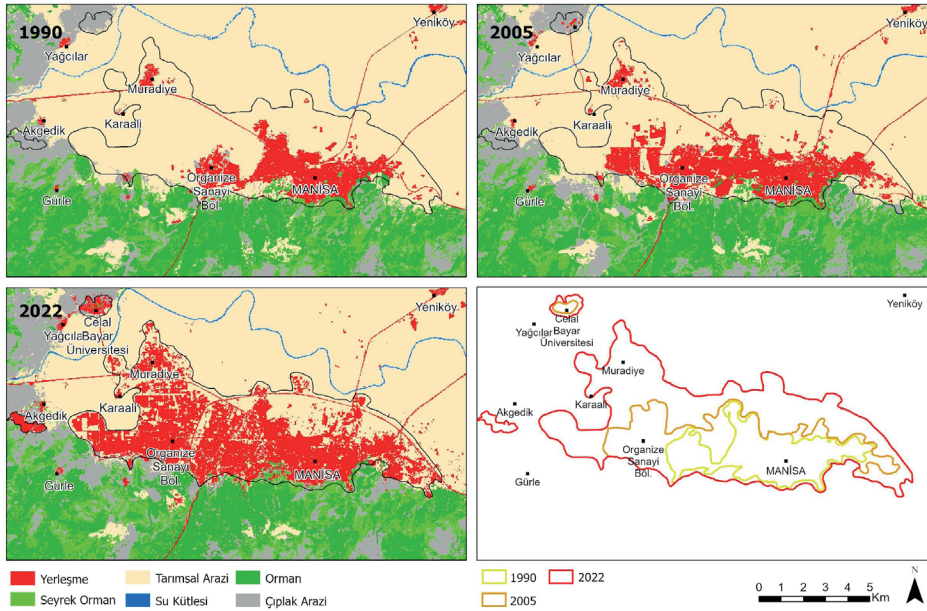 1990
Yeniköy
Yağcılar
Muradiye
Karaali
Akgedik
Organize
Sanayi
Böl.
MANİSA
Gürle
2005
Yeniköy
Yağcılar
Muradiye
Karaali
Akgedik
Organize
Sanayi
Böl.
MANİSA
Gürle
2022
Yeniköy
Celal
Yağcıla Bayar
Üniversitesi
Muradiye
Karaali
Akgedik
Organize
Sanayi
Böl.
MANİSA
Gürle
Yeniköy
Celal
Yağcılar Bayar
Üniversitesi
Muradiye
Karaali
Akgedik
Organize
Sanayi
Böl.
MANİSA
Gürle
Yerleşme
Tarımsal Arazi
Orman
Seyrek Orman
Su Kütlesi
Çıplak Arazi
1990
2022
2005
0 1 2 3 4 5
Km
N